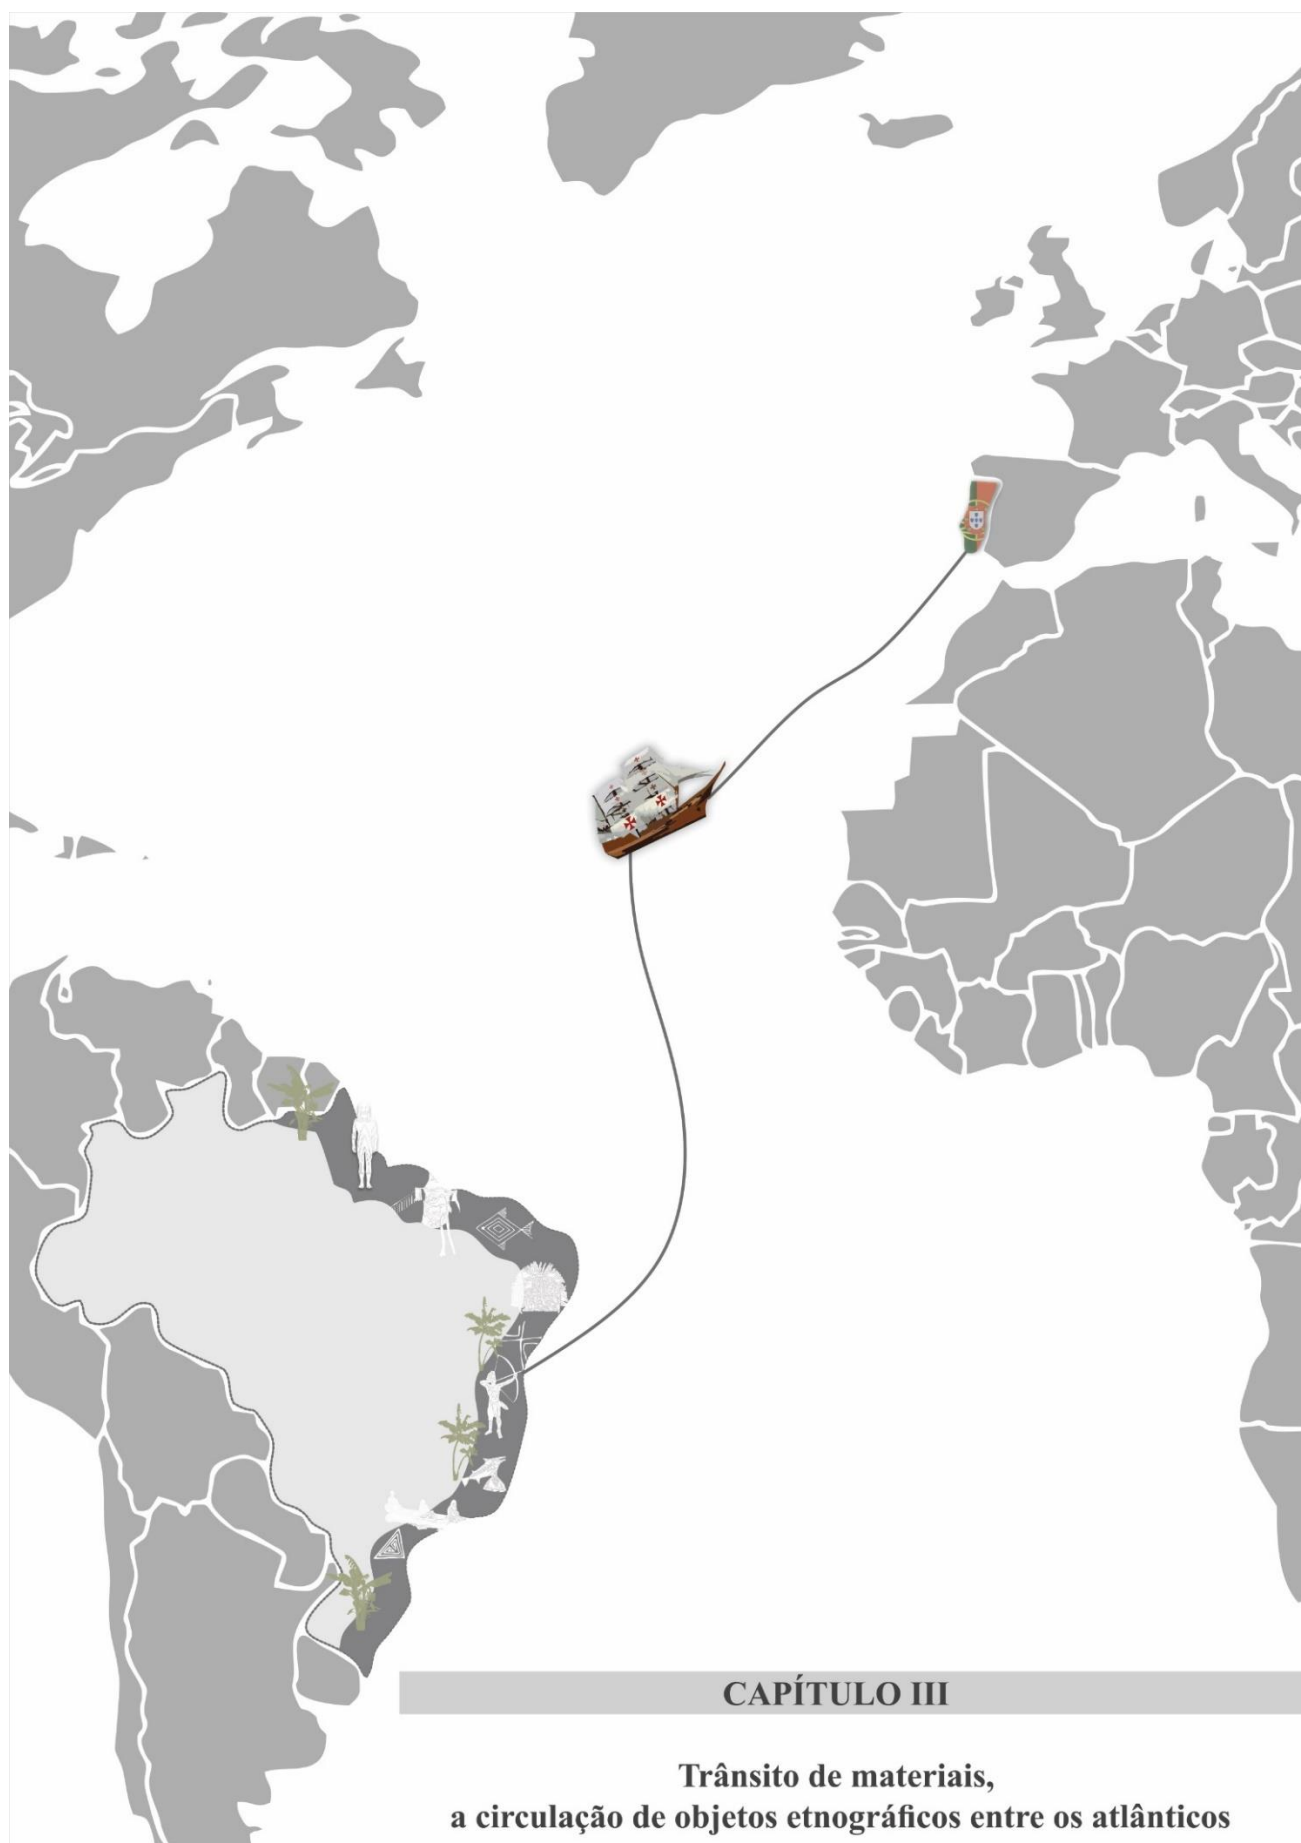 CAPÍTULO III
Trânsito de materiais,
a circulação de objetos etnográficos entre os atlânticos